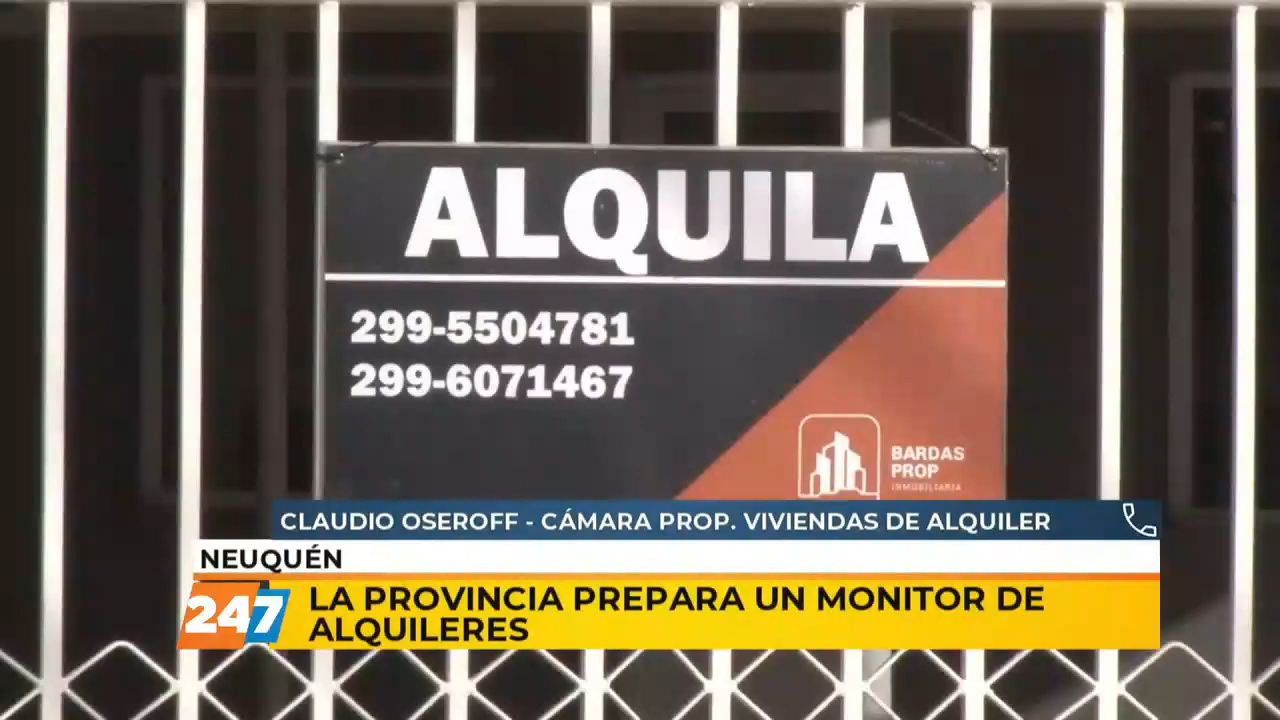 ALQUILA
299-5504781
299-6071467
BARDAS
PROP
INMOBILIARIA
CLAUDIO OSEROFF - CÁMARA PROP. VIVIENDAS DE ALQUILER
NEUQUÉN
247
LA PROVINCIA PREPARA UN MONITOR DE
ALQUILERES